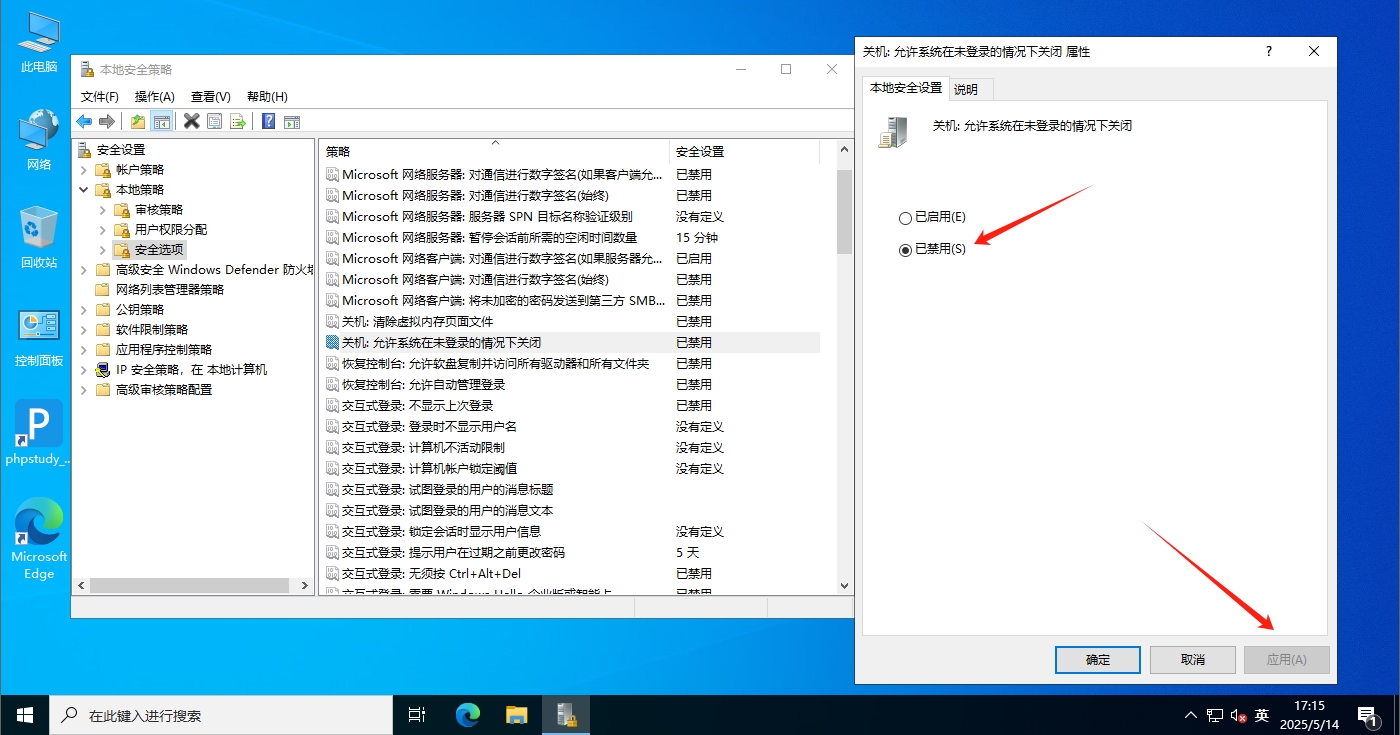 此电脑
网络
回收站
控制面板
P
phpstudy_...
Microsoft
Edge
本地安全策略
文件(F) 操作(A) 查看(V) 帮助(H)
安全设置
帐户策略
本地策略
审核策略
用户权限分配
安全选项
高级安全 Windows Defender 防火墙
网络列表管理器策略
公钥策略
软件限制策略
应用程序控制策略
IP 安全策略，在 本地计算机
高级审核策略配置
策略 安全设置
Microsoft 网络服务器: 对通信进行数字签名(如果客户端允... 已禁用
Microsoft 网络服务器: 对通信进行数字签名(始终) 已禁用
Microsoft 网络服务器: 服务器 SPN 目标名称验证级别 没有定义
Microsoft 网络服务器: 暂停会话前所需的空闲时间数量 15 分钟
Microsoft 网络客户端: 对通信进行数字签名(如果服务器允... 已启用
Microsoft 网络客户端: 对通信进行数字签名(始终) 已禁用
Microsoft 网络客户端: 将未加密的密码发送到第三方 SMB... 已禁用
关机: 清除虚拟内存页面文件 已禁用
关机: 允许系统在未登录的情况下关闭 已禁用
恢复控制台: 允许软盘复制并访问所有驱动器和所有文件夹 已禁用
恢复控制台: 允许自动管理登录 已禁用
交互式登录: 不显示上次登录 已禁用
交互式登录: 登录时不显示用户名 没有定义
交互式登录: 计算机不活动限制 没有定义
交互式登录: 计算机帐户锁定阈值 没有定义
交互式登录: 试图登录的用户的消息标题
交互式登录: 试图登录的用户的消息文本
交互式登录: 锁定会话时显示用户信息 没有定义
交互式登录: 提示用户在过期之前更改密码 5 天
交互式登录: 无须按 Ctrl+Alt+Del 已禁用
交互式登录: 需要 Windows Hello 企业版或智能卡 已禁用
关机: 允许系统在未登录的情况下关闭 属性
本地安全设置 说明
关机: 允许系统在未登录的情况下关闭
已启用(E)
已禁用(S)
确定 取消 应用(A)
在此键入进行搜索
英
17:15
2025/5/14
1